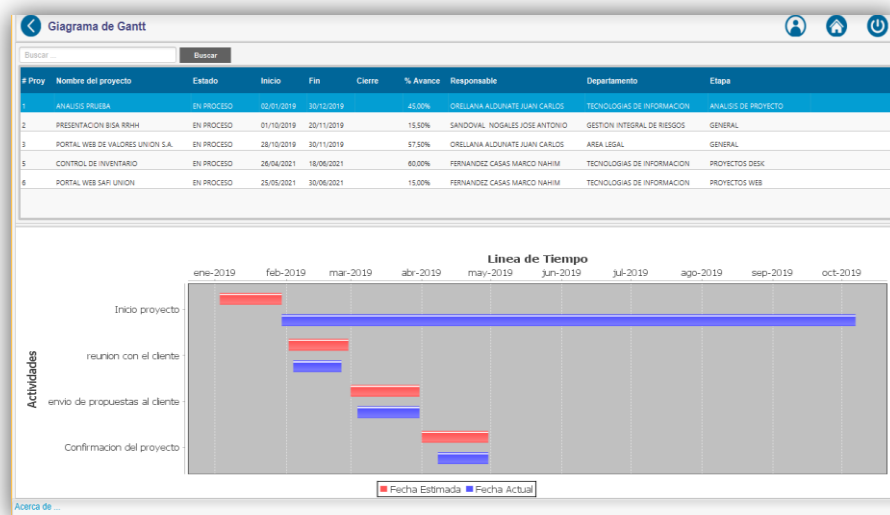 Giagrama de Gantt
Buscar ... Buscar
# Proy Nombre del proyecto Estado Inicio Fin Cierre % Avance Responsable Departamento Etapa
1 ANALISIS PRUEBA EN PROCESO 02/01/2019 30/12/2019 45,00% ORELLANA ALDUNATE JUAN CARLOS TECNOLOGIAS DE INFORMACION ANALISIS DE PROYECTO
2 PRESENTACION BISA RRHH EN PROCESO 01/10/2019 20/11/2019 15,50% SANDOVAL NOGALES JOSE ANTONIO GESTION INTEGRAL DE RIESGOS GENERAL
3 PORTAL WEB DE VALORES UNION S.A. EN PROCESO 28/10/2019 30/11/2019 57,50% ORELLANA ALDUNATE JUAN CARLOS AREA LEGAL GENERAL
5 CONTROL DE INVENTARIO EN PROCESO 26/04/2021 18/06/2021 60,00% FERNANDEZ CASAS MARCO NAHIM TECNOLOGIAS DE INFORMACION PROYECTOS DESK
6 PORTAL WEB SAFI UNION EN PROCESO 25/05/2021 30/06/2021 15,00% FERNANDEZ CASAS MARCO NAHIM TECNOLOGIAS DE INFORMACION PROYECTOS WEB
Linea de Tiempo
ene-2019 feb-2019 mar-2019 abr-2019 may-2019 jun-2019 jul-2019 ago-2019 sep-2019 oct-2019
Actividades
Inicio proyecto
reunion con el cliente
envio de propuestas al cliente
Confirmacion del proyecto
Fecha Estimada Fecha Actual
Acerca de ...